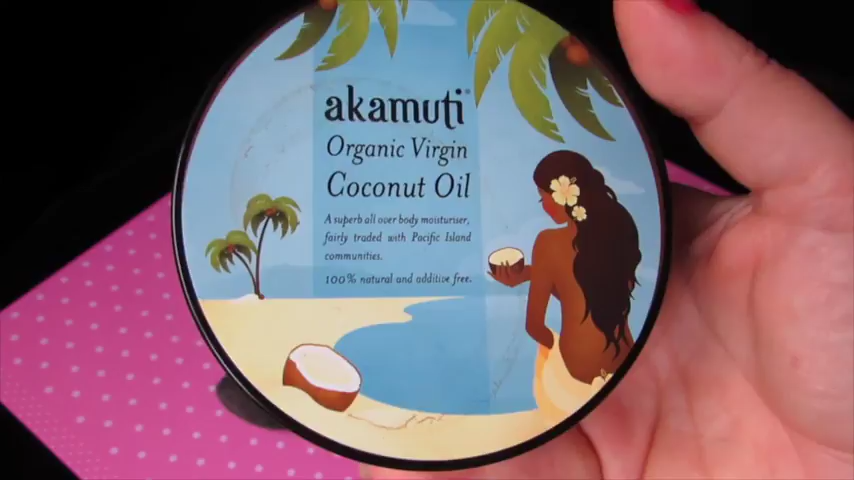 akamuti®
Organic Virgin
Coconut Oil
A superb all over body moisturiser,
fairly traded with Pacific Island
communities.
100% natural and additive free.